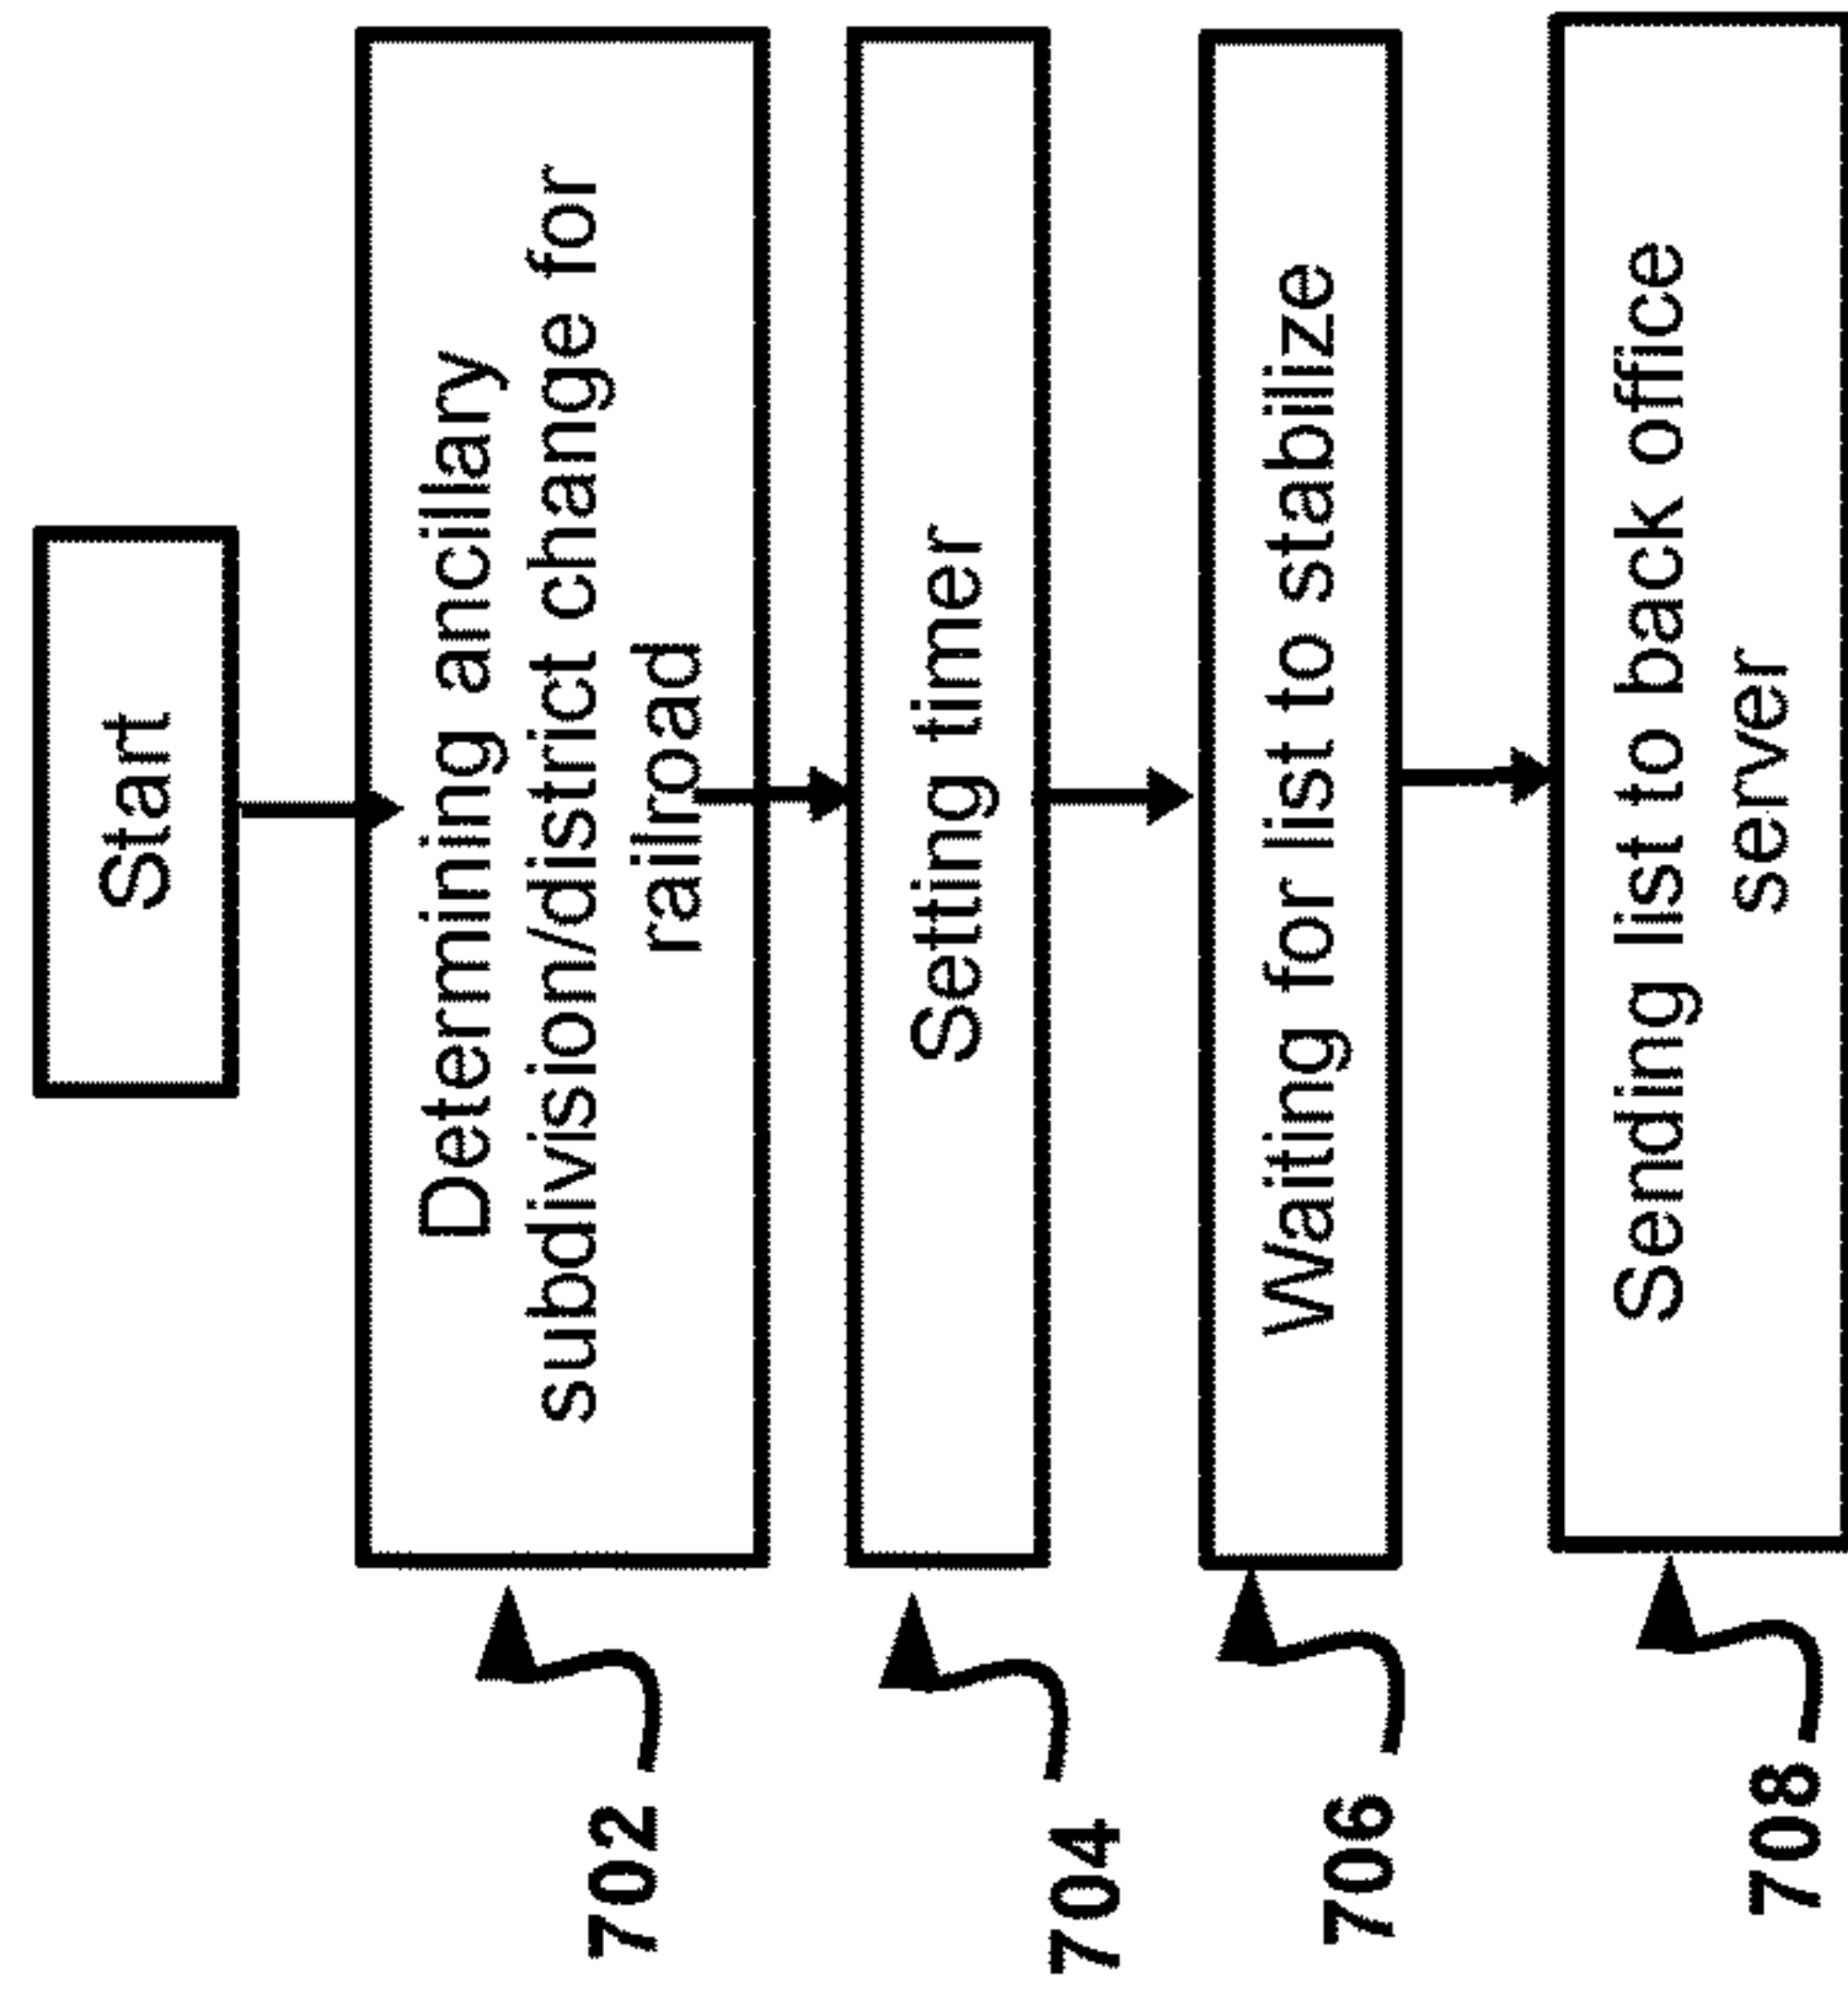 Start
702
Determining ancillary
subdivision/district change for
railroad
704
Setting timer
706
Waiting for list to stabilize
708
Sending list to back office
server